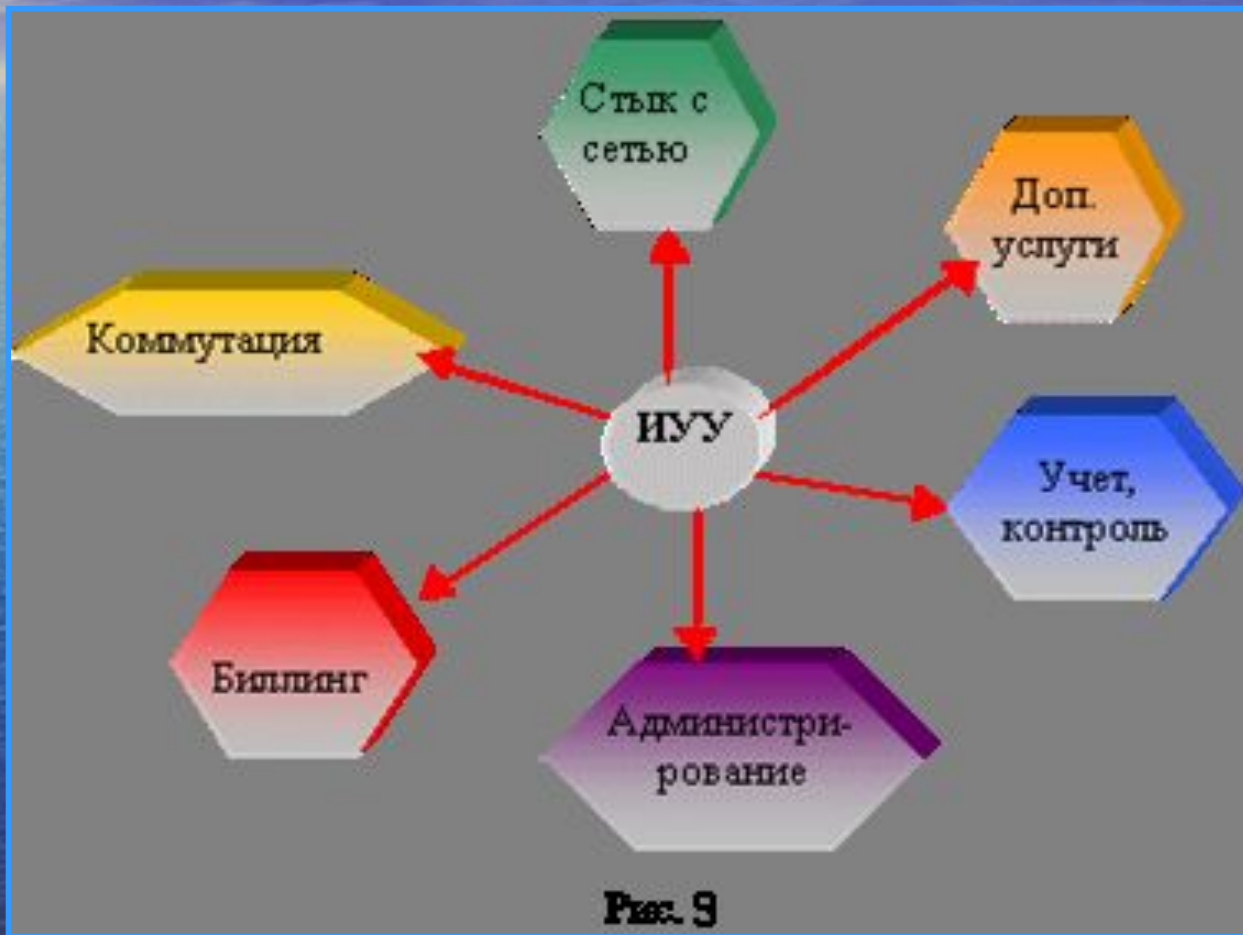 Стык с
сетью
Доп.
услуги
Коммутация
ИУУ
Учет,
контроль
Биллинг
Администри-
рование
Рис. 9